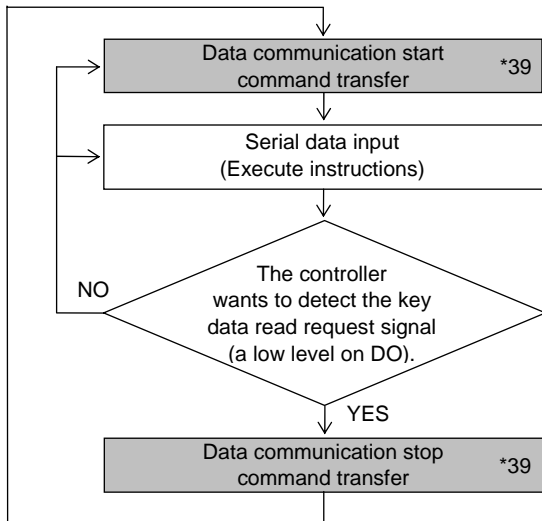 Data communication start
command transfer
*39
Serial data input
(Execute instructions)
The controller
wants to detect the key
data read request signal
(a low level on DO).
NO
YES
Data communication stop
command transfer
*39